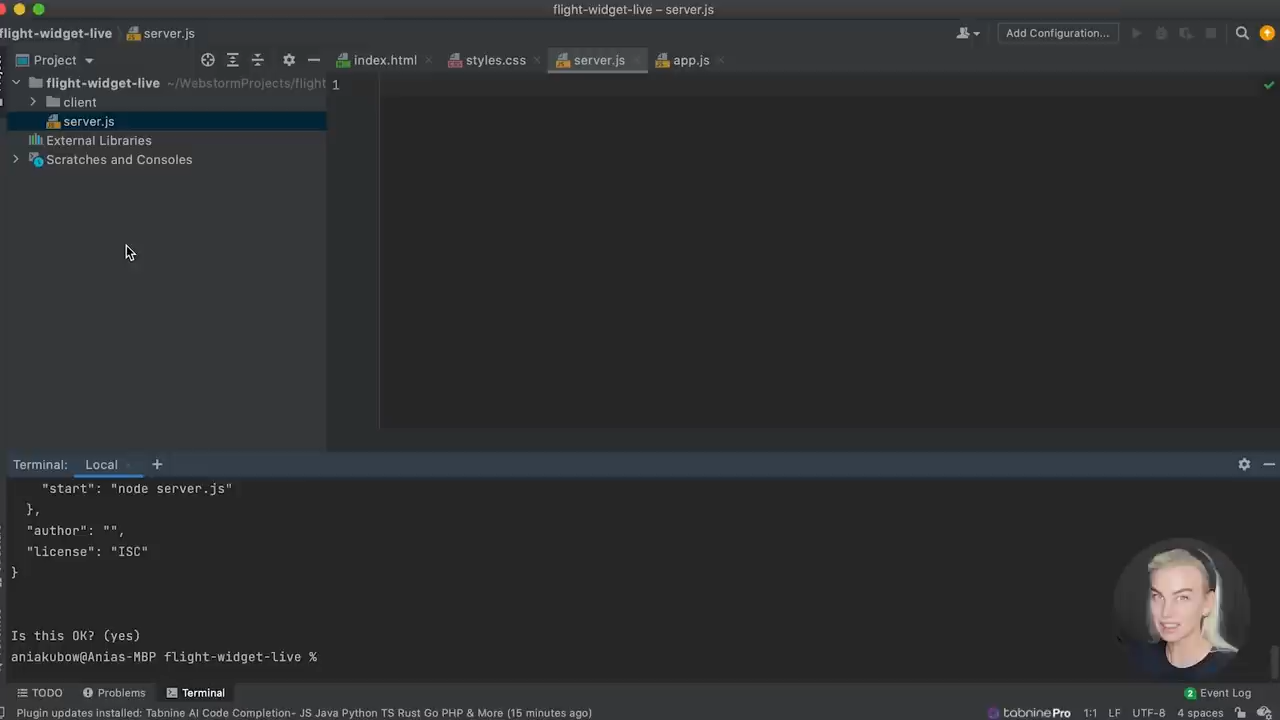 flight-widget-live – server.js
flight-widget-live
server.js
Add Configuration...
Project
index.html
styles.css
server.js
app.js
flight-widget-live ~/WebstormProjects/flight
1
client
server.js
External Libraries
Scratches and Consoles
Terminal:
Local
"start": "node server.js"
},
"author": "",
"license": "ISC"
}
Is this OK? (yes)
aniakubow@Anias-MBP flight-widget-live %
TODO
Problems
Terminal
2 Event Log
Plugin updates installed: Tabnine AI Code Completion- JS Java Python TS Rust Go PHP & More (15 minutes ago)
tabninePro
1:1
LF
UTF-8
4 spaces